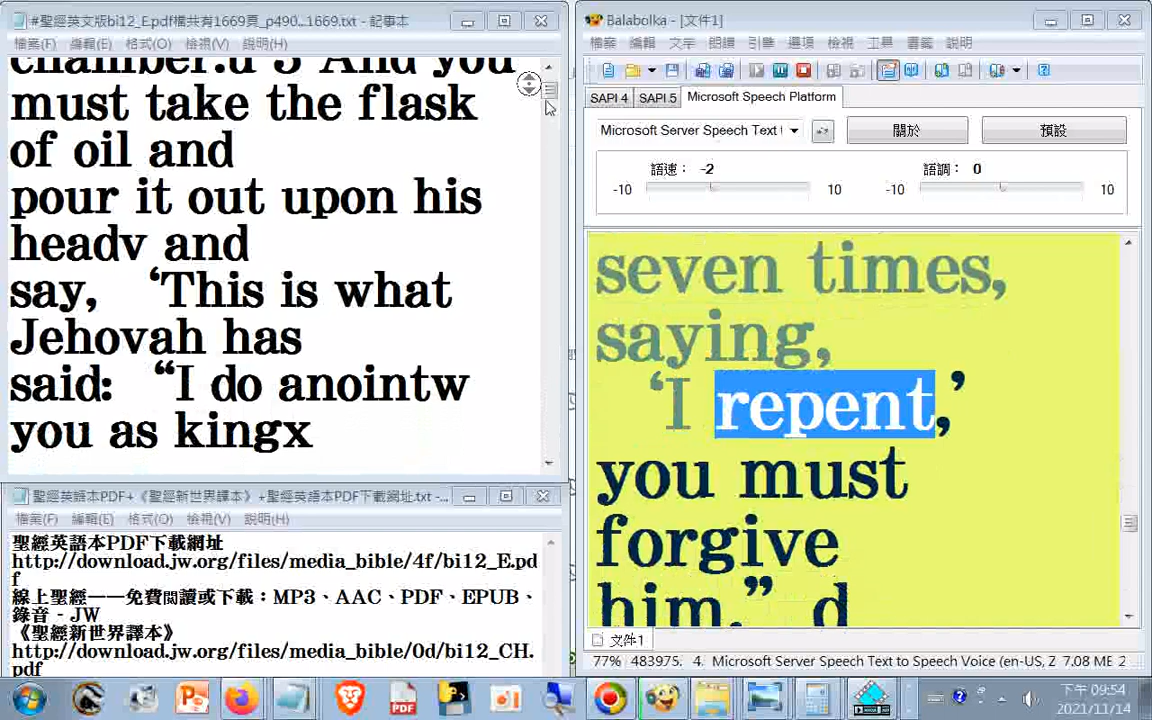 #聖經英文版bi12_E.pdf檔共有1669頁_p490...1669.txt - 記事本
檔案(F) 編輯(E) 格式(O) 檢視(V) 說明(H)
chamber.u 3 And you
must take the flask
of oil and
pour it out upon his
headv and
say, ‘This is what
Jehovah has
said: “I do anointw
you as kingx
聖經英語本PDF+《聖經新世界譯本》+聖經英語本PDF下載網址.txt - ...
檔案(F) 編輯(E) 格式(O) 檢視(V) 說明(H)
聖經英語本PDF下載網址
http://download.jw.org/files/media_bible/4f/bi12_E.pd
f
線上聖經——免費閱讀或下載：MP3、AAC、PDF、EPUB、
錄音 - JW
《聖經新世界譯本》
http://download.jw.org/files/media_bible/0d/bi12_CH.
pdf
Balabolka - [文件1]
檔案 編輯 文字 朗讀 引擎 選項 檢視 工具 書籤 說明
SAPI 4 SAPI 5 Microsoft Speech Platform
Microsoft Server Speech Text 關於 預設
語速： -2 語調： 0
-10 10 -10 10
seven times,
saying,
‘I repent,’
you must
forgive
him.” d
文件1
77% 483975. 4. Microsoft Server Speech Text to Speech Voice (en-US, Z 7.08 ME 2
下午 09:54
2021/11/14